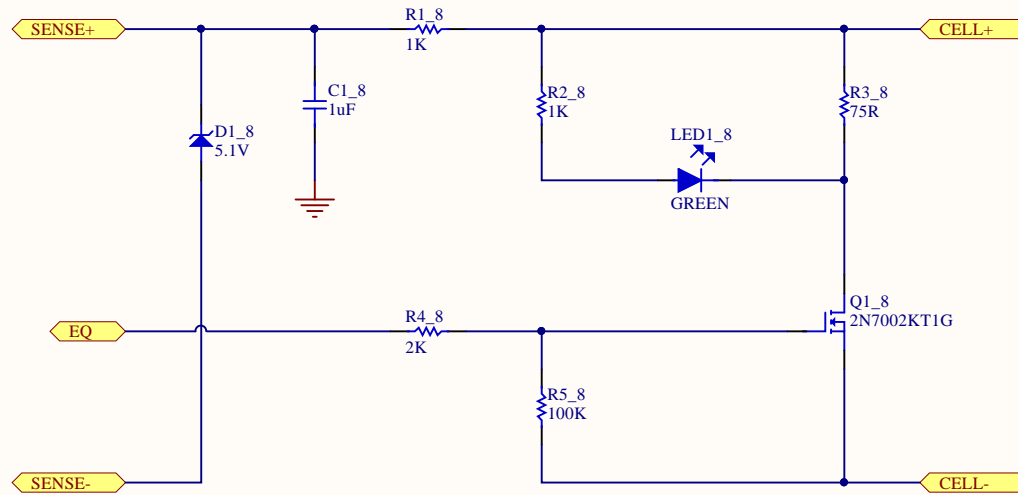 SENSE+
R1_8
1K
CELL+
C1_8
1uF
R2_8
1K
R3_8
75R
D1_8
5.1V
LED1_8
GREEN
Q1_8
2N7002KT1G
EQ
R4_8
2K
R5_8
100K
SENSE-
CELL-